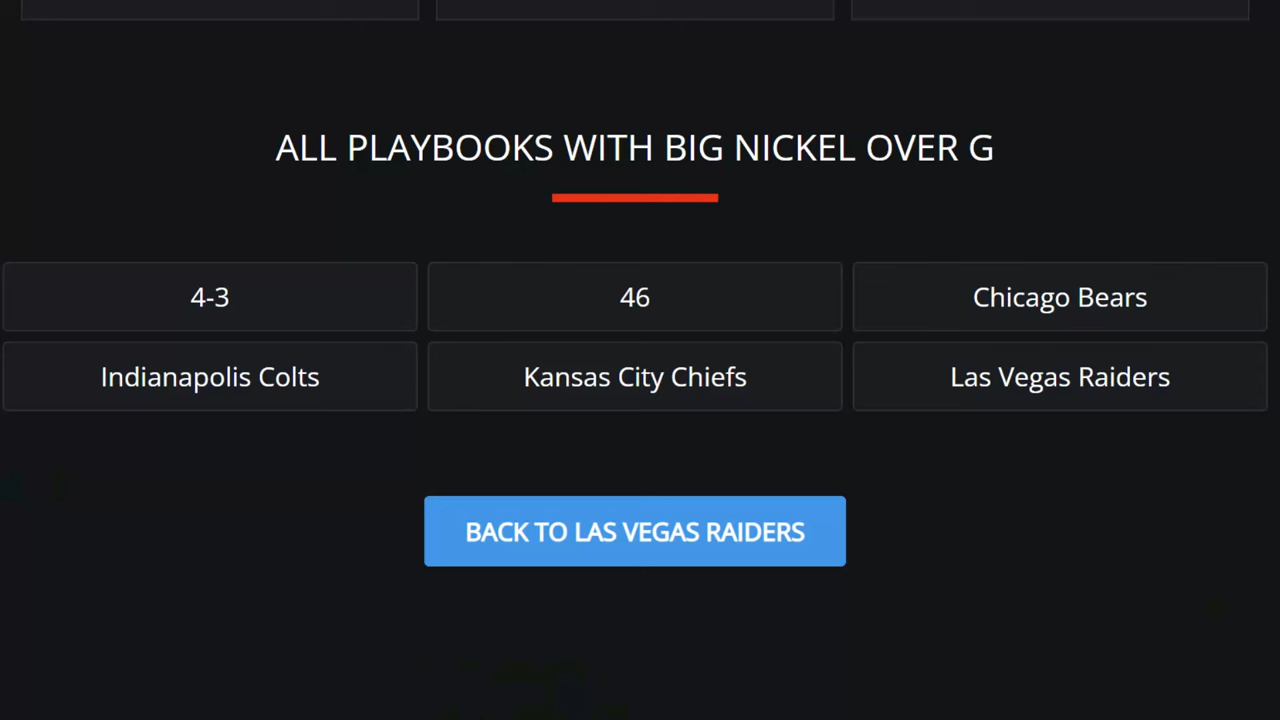 ALL PLAYBOOKS WITH BIG NICKEL OVER G
4-3
46
Chicago Bears
Indianapolis Colts
Kansas City Chiefs
Las Vegas Raiders
BACK TO LAS VEGAS RAIDERS